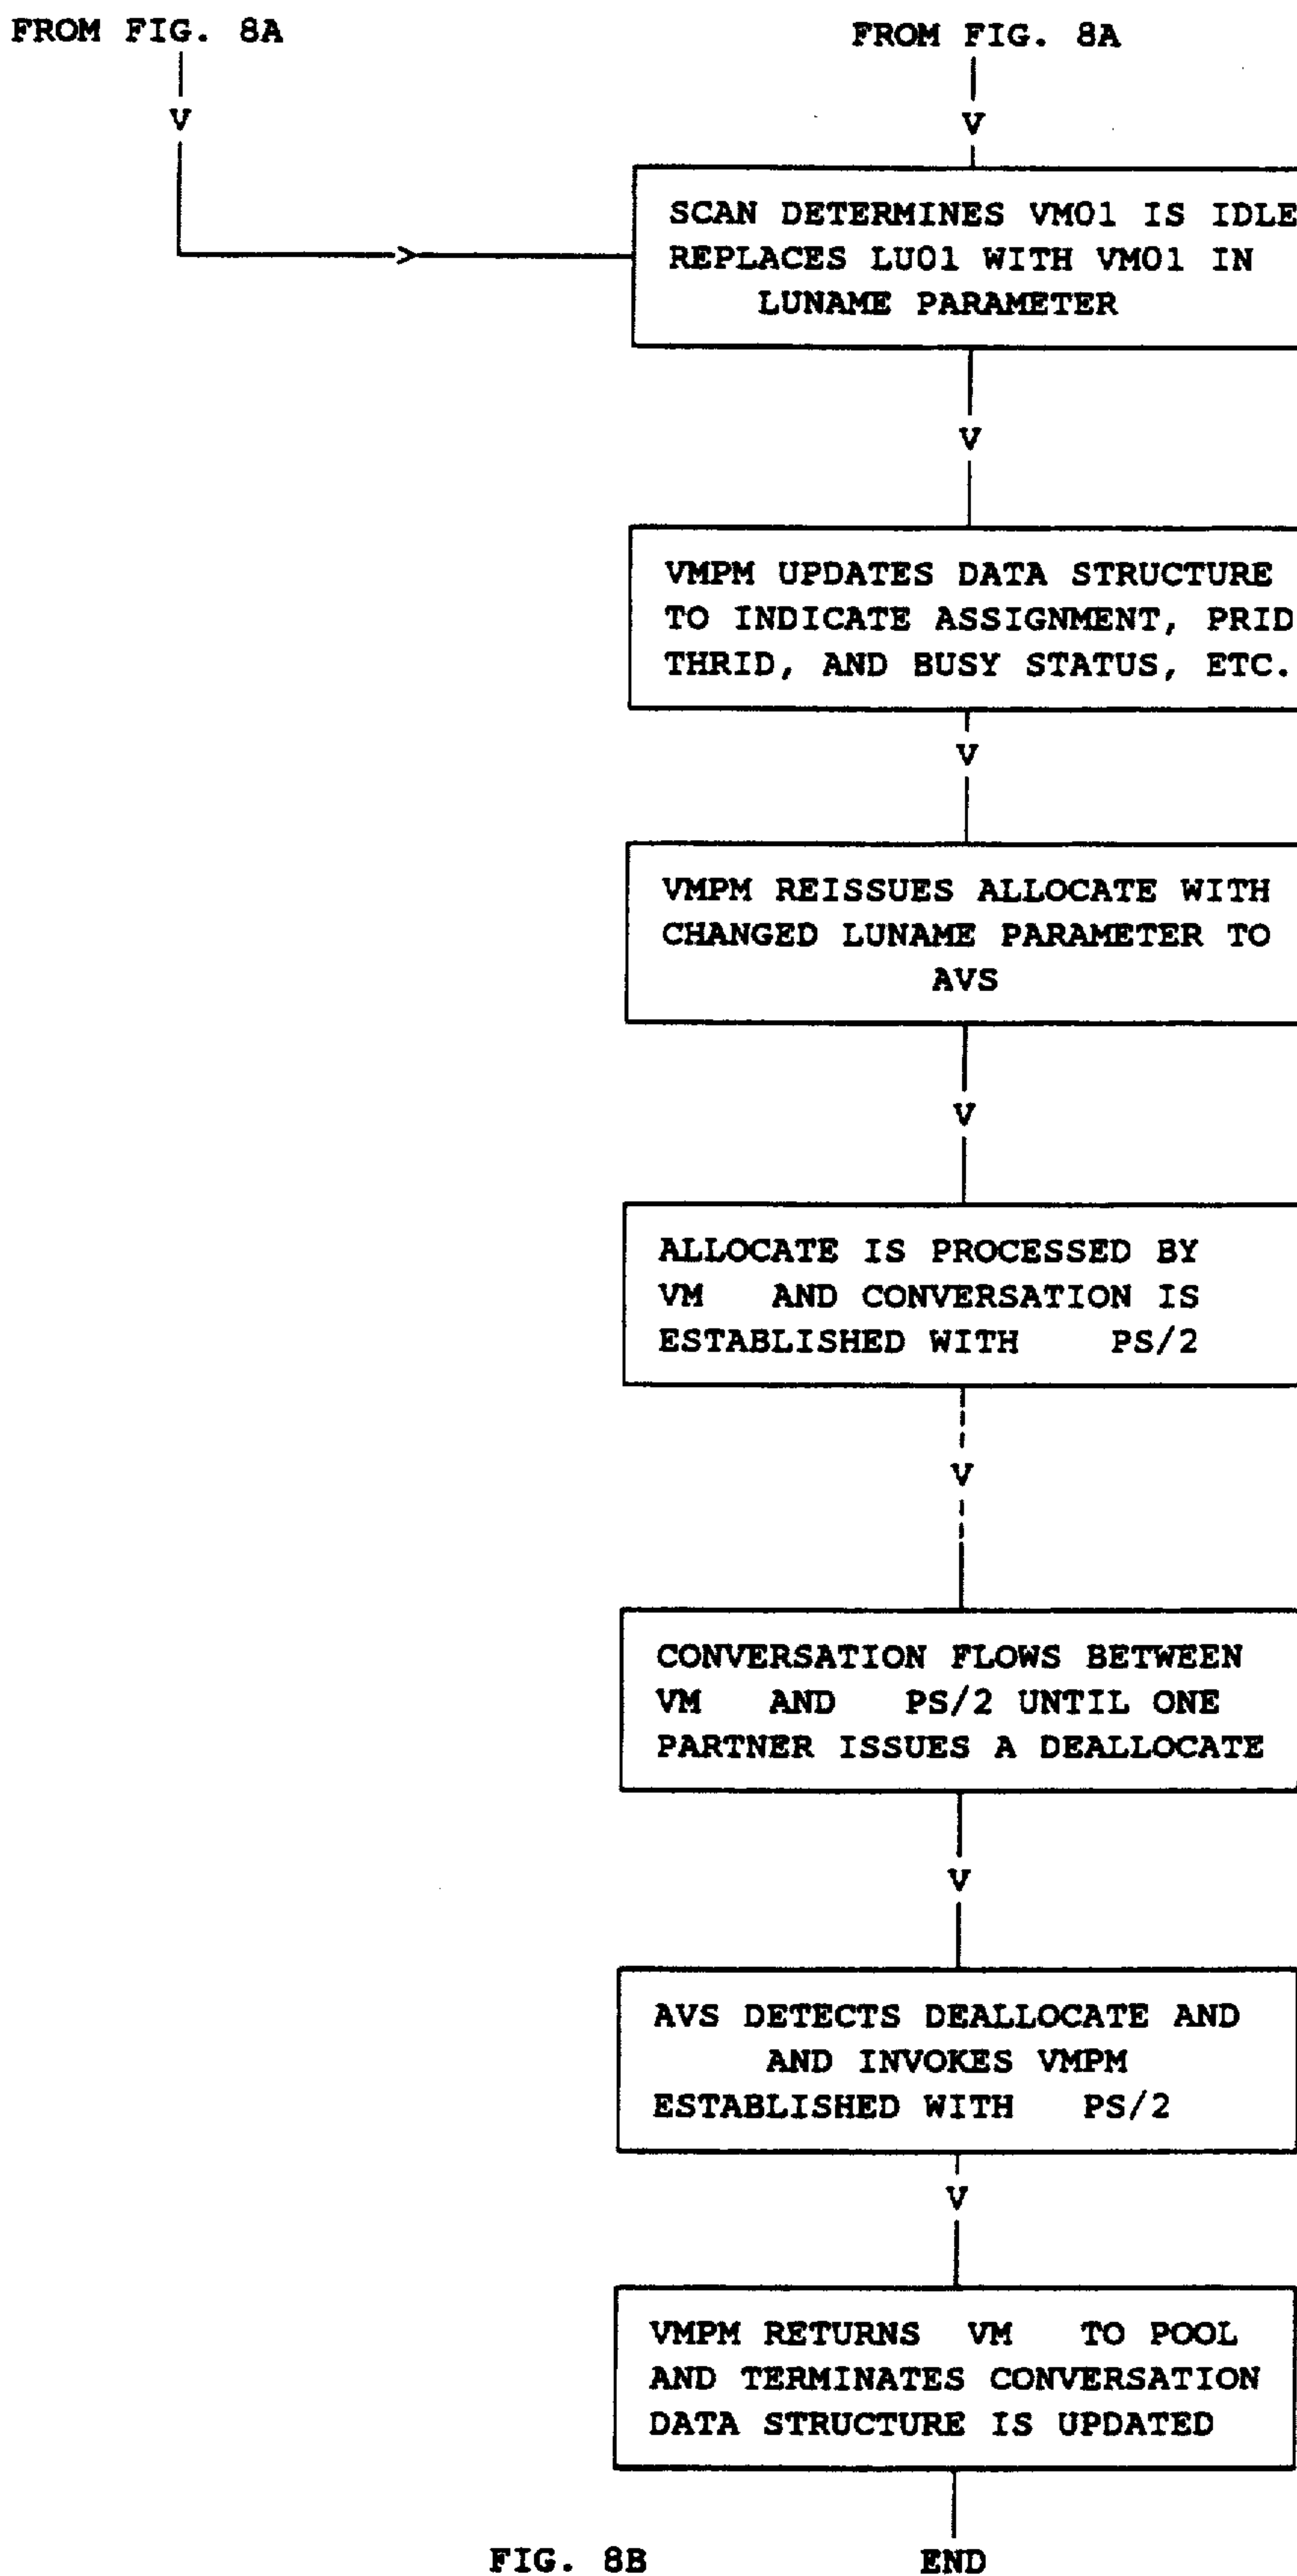 FROM FIG. 8A
FROM FIG. 8A
V
V
SCAN DETERMINES VM01 IS IDLE
REPLACES LU01 WITH VM01 IN
LUNAME PARAMETER
>
V
VMPM UPDATES DATA STRUCTURE
TO INDICATE ASSIGNMENT, PRID
THRID, AND BUSY STATUS, ETC.
V
VMPM REISSUES ALLOCATE WITH
CHANGED LUNAME PARAMETER TO
AVS
V
ALLOCATE IS PROCESSED BY
VM AND CONVERSATION IS
ESTABLISHED WITH PS/2
V
CONVERSATION FLOWS BETWEEN
VM AND PS/2 UNTIL ONE
PARTNER ISSUES A DEALLOCATE
V
AVS DETECTS DEALLOCATE AND
AND INVOKES VMPM
ESTABLISHED WITH PS/2
V
VMPM RETURNS VM TO POOL
AND TERMINATES CONVERSATION
DATA STRUCTURE IS UPDATED
FIG. 8B
END